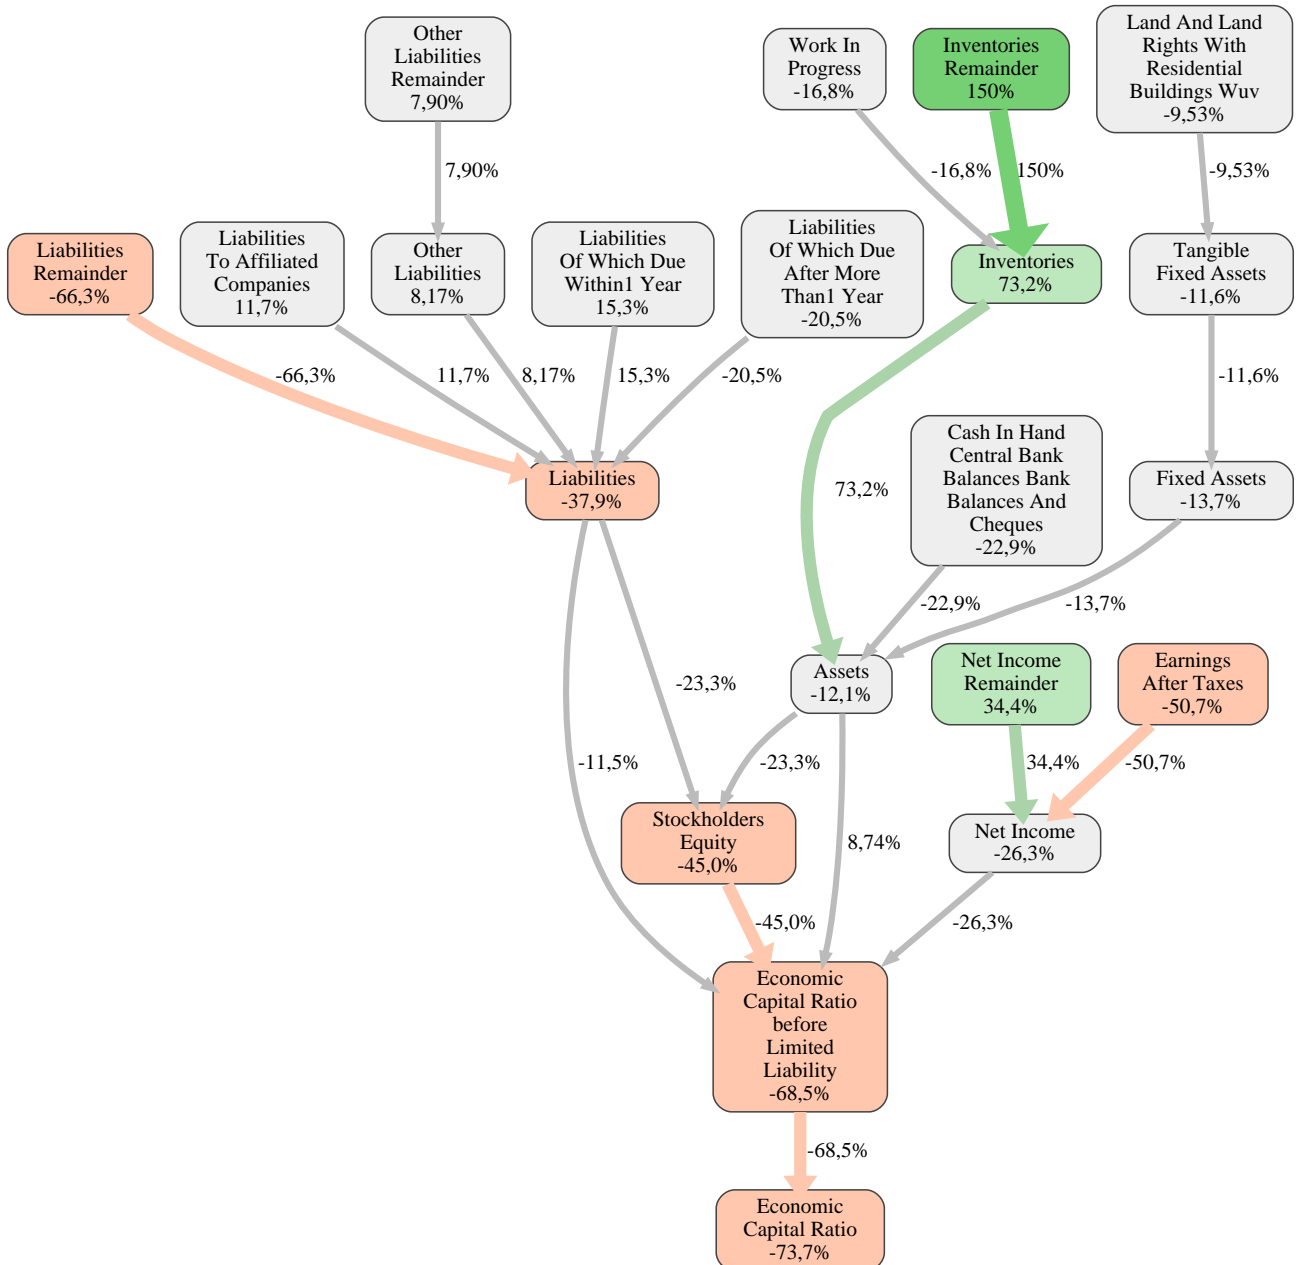 Other
Liabilities
Remainder
7,90%
Work In
Progress
-16,8%
Inventories
Remainder
150%
Land And Land
Rights With
Residential
Buildings Wuv
-9,53%
7,90%
-16,8%
150%
-9,53%
Liabilities
Remainder
-66,3%
Liabilities
To Affiliated
Companies
11,7%
Other
Liabilities
8,17%
Liabilities
Of Which Due
Within1 Year
15,3%
Liabilities
Of Which Due
After More
Than1 Year
-20,5%
Inventories
73,2%
Tangible
Fixed Assets
-11,6%
-66,3%
11,7%
8,17%
15,3%
-20,5%
-11,6%
Liabilities
-37,9%
73,2%
Cash In Hand
Central Bank
Balances Bank
Balances And
Cheques
-22,9%
Fixed Assets
-13,7%
-22,9%
-13,7%
-23,3%
Assets
-12,1%
Net Income
Remainder
34,4%
Earnings
After Taxes
-50,7%
-11,5%
-23,3%
34,4%
-50,7%
Stockholders
Equity
-45,0%
8,74%
Net Income
-26,3%
-45,0%
-26,3%
Economic
Capital Ratio
before
Limited
Liability
-68,5%
-68,5%
Economic
Capital Ratio
-73,7%